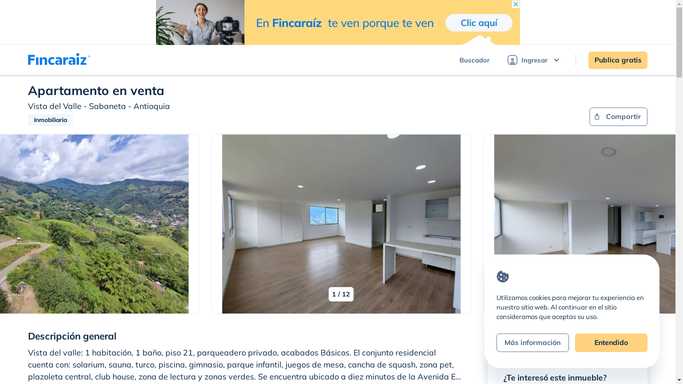 En Fincaraíz te ven porque te ven
Clic aquí
Fincaraiz
Buscador
Ingresar
Publica gratis
Apartamento en venta
Vista del Valle - Sabaneta - Antioquia
Inmobiliaria
Compartir
1 / 12
Descripción general
Vista del valle: 1 habitación, 1 baño, piso 21, parqueadero privado, acabados Básicos. El conjunto residencial
cuenta con: solarium, sauna, turco, piscina, gimnasio, parque infantil, juegos de mesa, cancha de squash, zona pet,
plazoleta central, club house, zona de lectura y zonas verdes. Se encuentra ubicado a diez minutos de la Avenida E...
Utilizamos cookies para mejorar tu experiencia en
nuestro sitio web. Al continuar en el sitio
consideramos que aceptas su uso.
Más información
Entendido
¿Te interesó este inmueble?